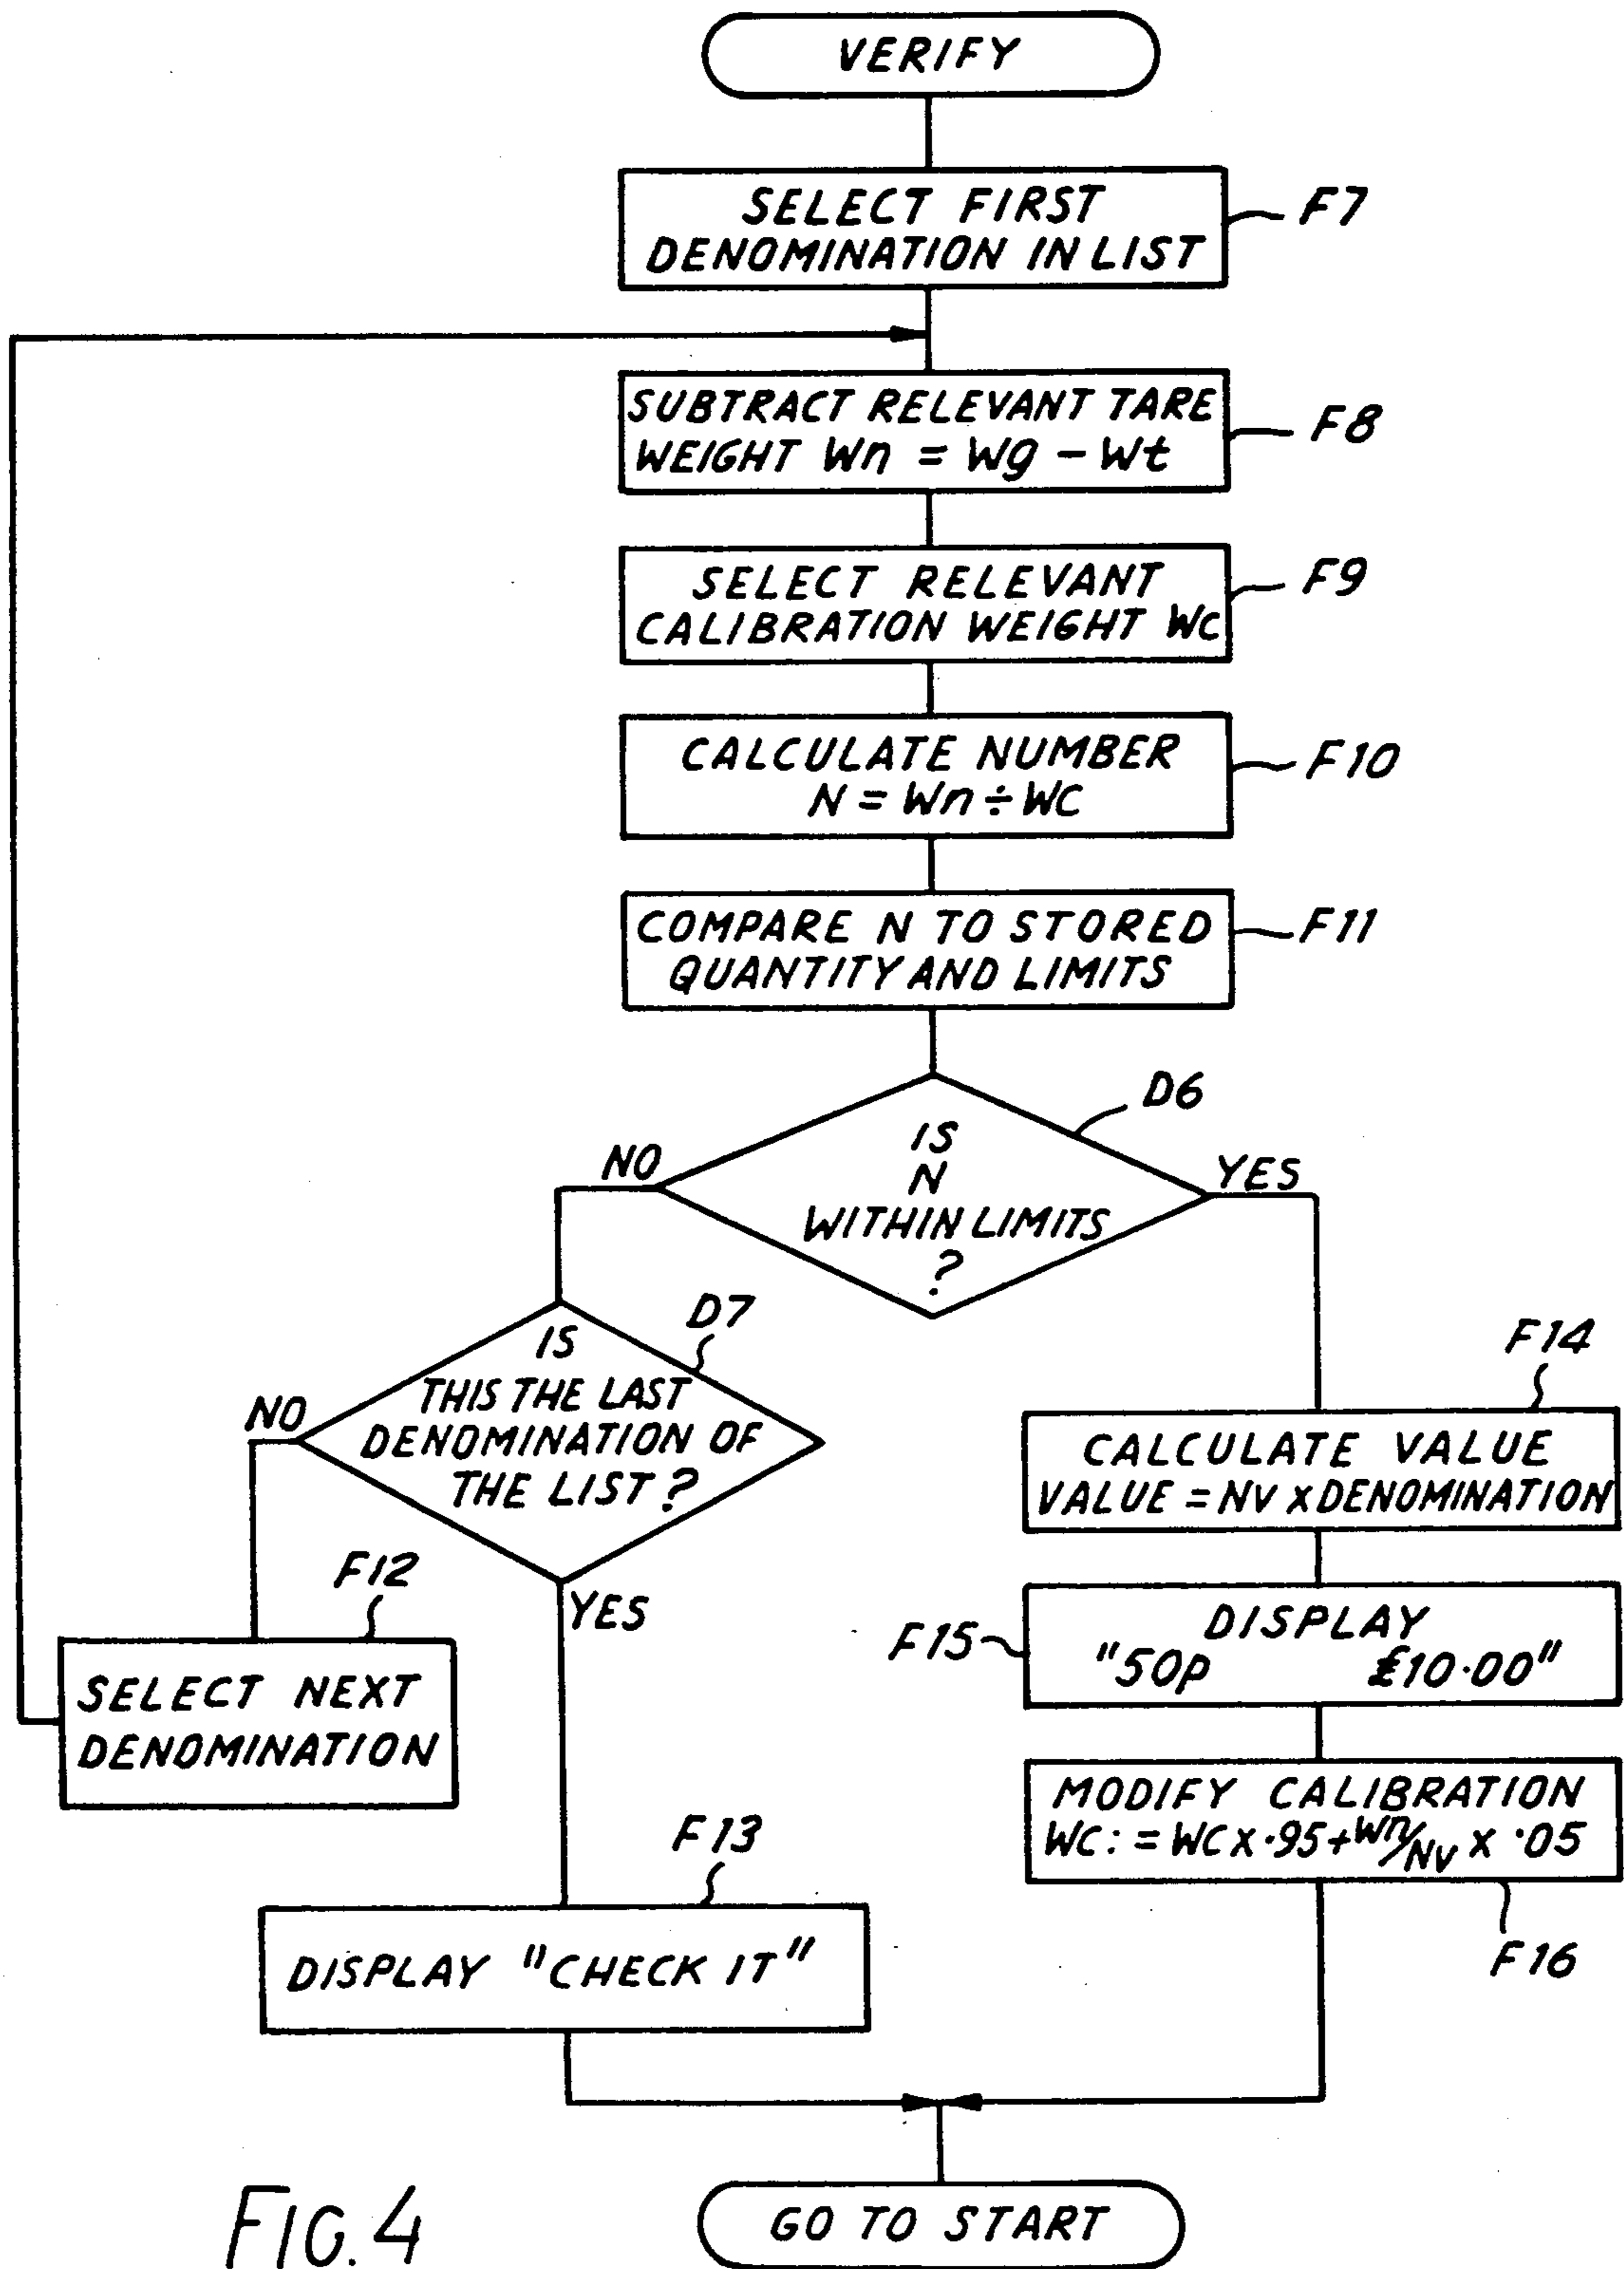 VERIFY
SELECT FIRST
DENOMINATION IN LIST
F7
SUBTRACT RELEVANT TARE
WEIGHT Wn = Wg - Wt
F8
SELECT RELEVANT
CALIBRATION WEIGHT WC
F9
CALCULATE NUMBER
N = Wn ÷ WC
F10
COMPARE N TO STORED
QUANTITY AND LIMITS
F11
D6
IS
N
WITHIN LIMITS
?
NO
YES
D7
IS
THIS THE LAST
DENOMINATION OF
THE LIST?
NO
YES
F14
CALCULATE VALUE
VALUE = NV X DENOMINATION
F12
SELECT NEXT
DENOMINATION
F15
DISPLAY
"50p £10·00"
MODIFY CALIBRATION
WC: = WC X ·95 + Wn/NV X ·05
F16
F13
DISPLAY "CHECK IT"
GO TO START
FIG. 4